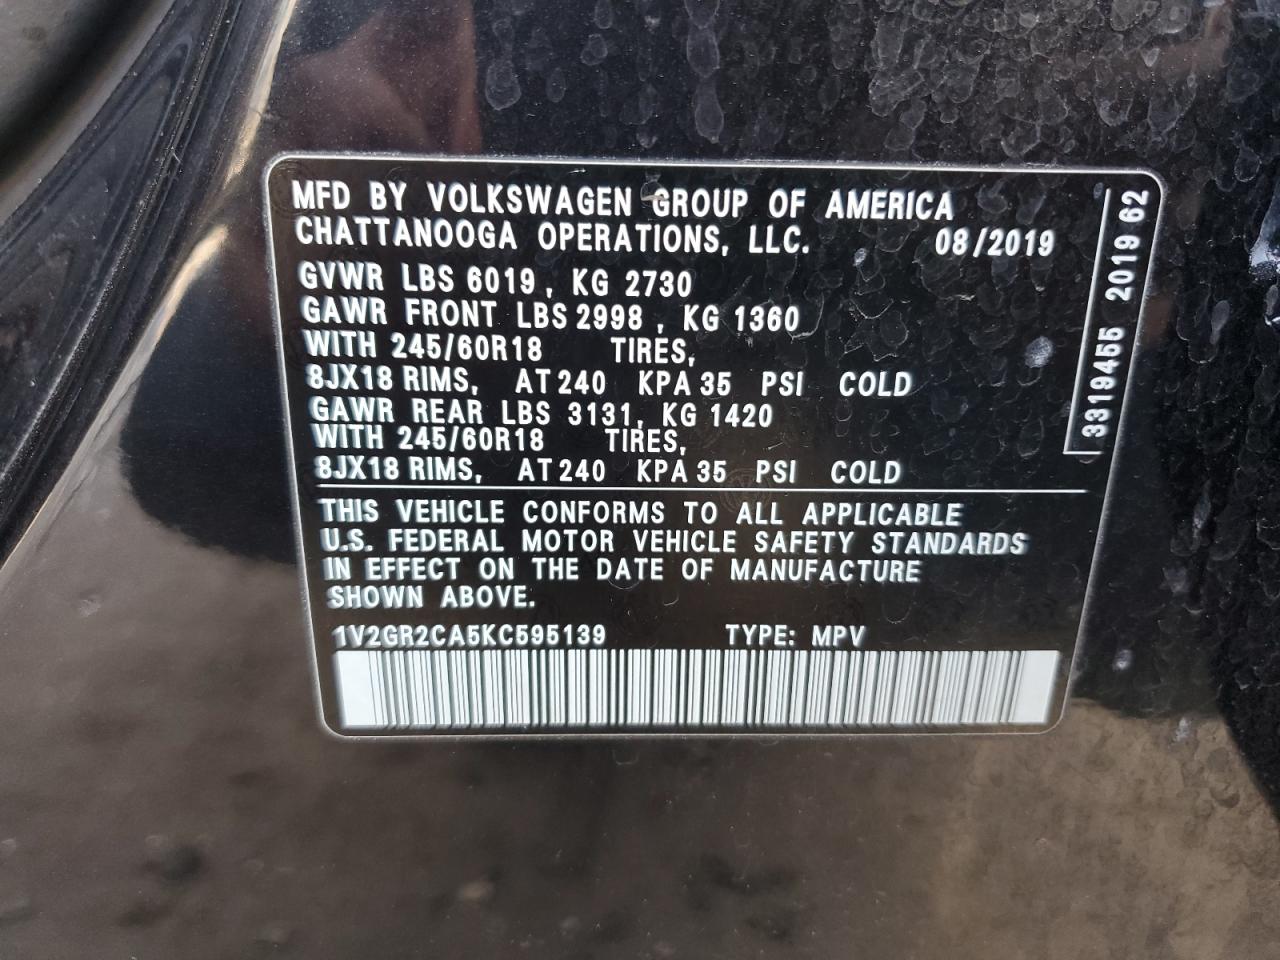 MFD BY VOLKSWAGEN GROUP OF AMERICA
CHATTANOOGA OPERATIONS, LLC. 08/2019
GVWR LBS 6019, KG 2730
GAWR FRONT LBS 2998, KG 1360
WITH 245/60R18 TIRES,
8JX18 RIMS, AT 240 KPA 35 PSI COLD
GAWR REAR LBS 3131, KG 1420
WITH 245/60R18 TIRES,
8JX18 RIMS, AT 240 KPA 35 PSI COLD
THIS VEHICLE CONFORMS TO ALL APPLICABLE
U.S. FEDERAL MOTOR VEHICLE SAFETY STANDARDS
IN EFFECT ON THE DATE OF MANUFACTURE
SHOWN ABOVE.
1V2GR2CA5KC595139 TYPE: MPV
3319455 2019 62